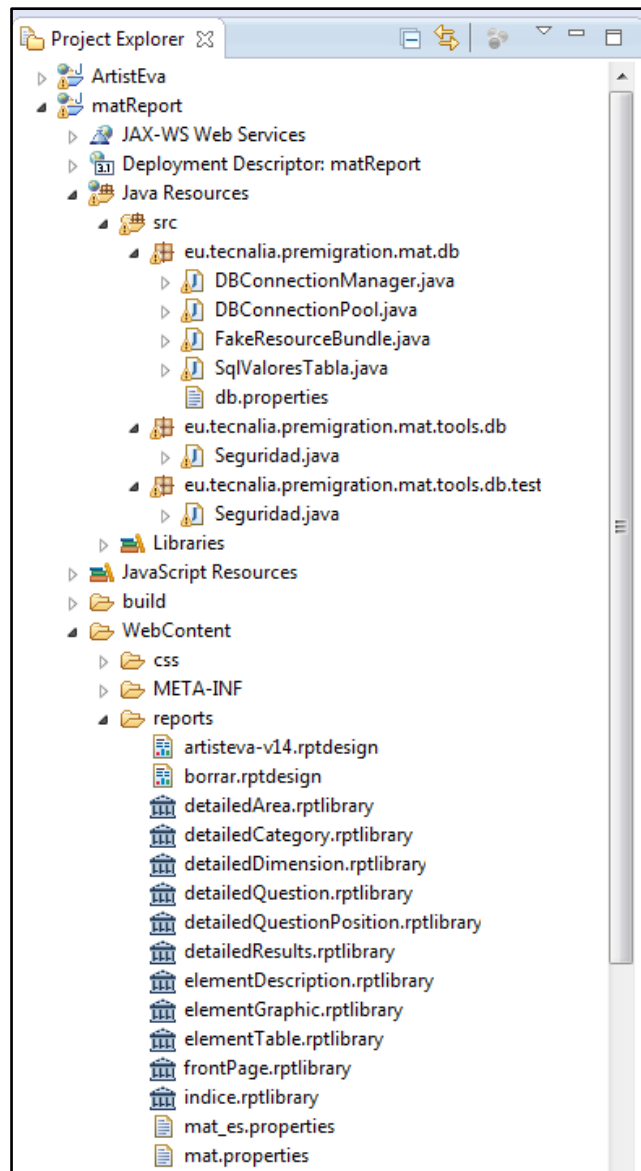 Project Explorer
ArtistEva
matReport
JAX-WS Web Services
3.1 Deployment Descriptor: matReport
Java Resources
src
eu.tecnalia.premigration.mat.db
J DBConnectionManager.java
J DBConnectionPool.java
J FakeResourceBundle.java
J SqlValoresTabla.java
db.properties
eu.tecnalia.premigration.mat.tools.db
J Seguridad.java
eu.tecnalia.premigration.mat.tools.db.test
J Seguridad.java
Libraries
JavaScript Resources
build
WebContent
css
META-INF
reports
artisteva-v14.rptdesign
borrar.rptdesign
detailedArea.rptlibrary
detailedCategory.rptlibrary
detailedDimension.rptlibrary
detailedQuestion.rptlibrary
detailedQuestionPosition.rptlibrary
detailedResults.rptlibrary
elementDescription.rptlibrary
elementGraphic.rptlibrary
elementTable.rptlibrary
frontPage.rptlibrary
indice.rptlibrary
mat_es.properties
mat.properties